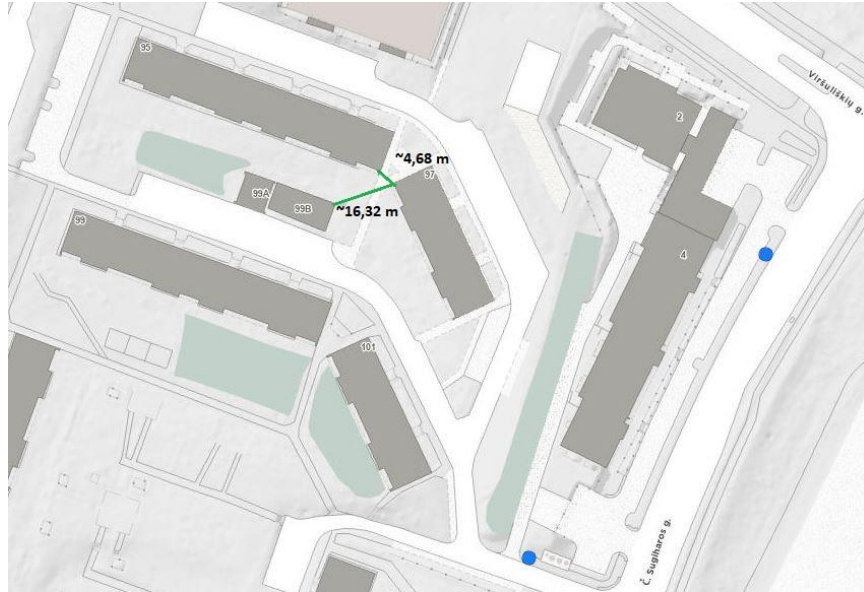 95
2
Viršuliškių g.
~4,68 m
97
99A
99B
~16,32 m
99
4
101
Č. Sugiharos g.